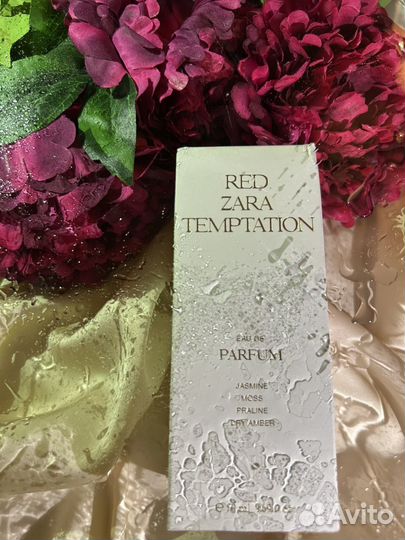 RED
ZARA
TEMPTATION
EAU DE
PARFUM
JASMINE
MOSS
PRALINE
DRY AMBER
Avito